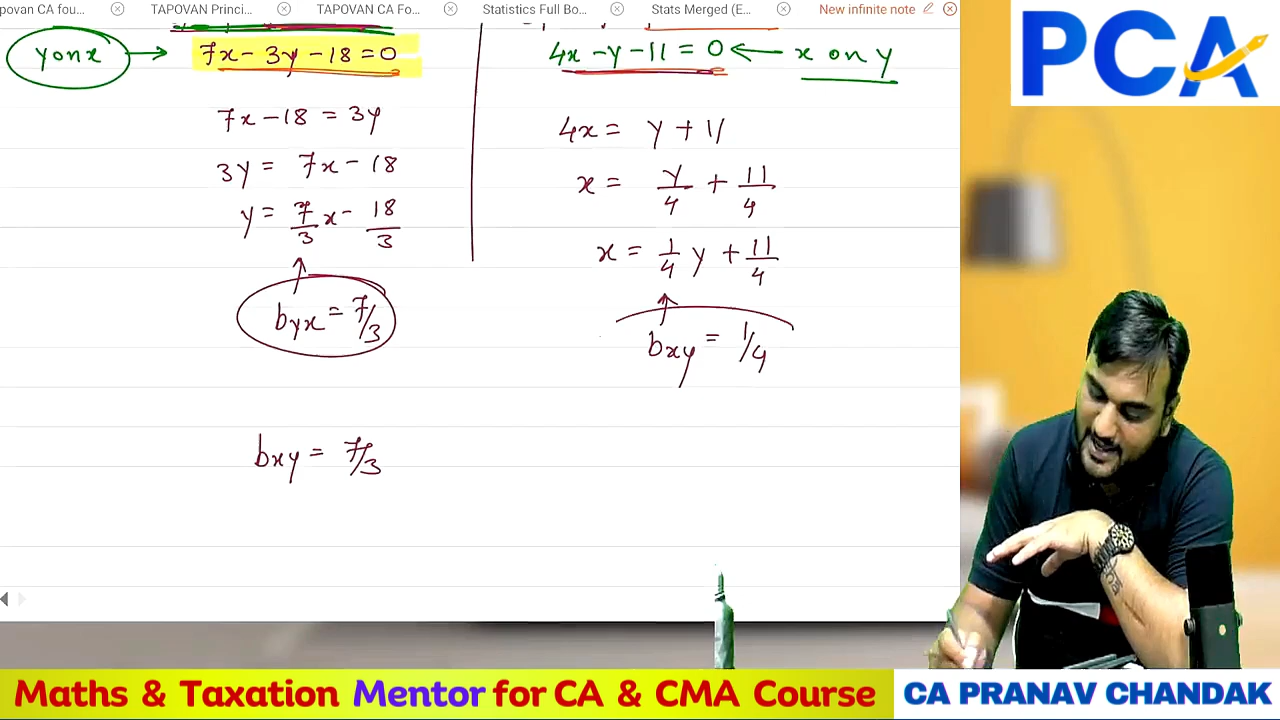 povan CA fou...
TAPOVAN Princi...
TAPOVAN CA Fo...
Statistics Full Bo...
Stats Merged (E...
New infinite note
y on x → 7x - 3y - 18 = 0
7x - 18 = 3y
3y = 7x - 18
y = 7/3 x - 18/3
byx = 7/3
bxy = 7/3
4x - y - 11 = 0 ← x on y
4x = y + 11
x = y/4 + 11/4
x = 1/4 y + 11/4
bxy = 1/4
PCA
Maths & Taxation Mentor for CA & CMA Course
CA PRANAV CHANDAK